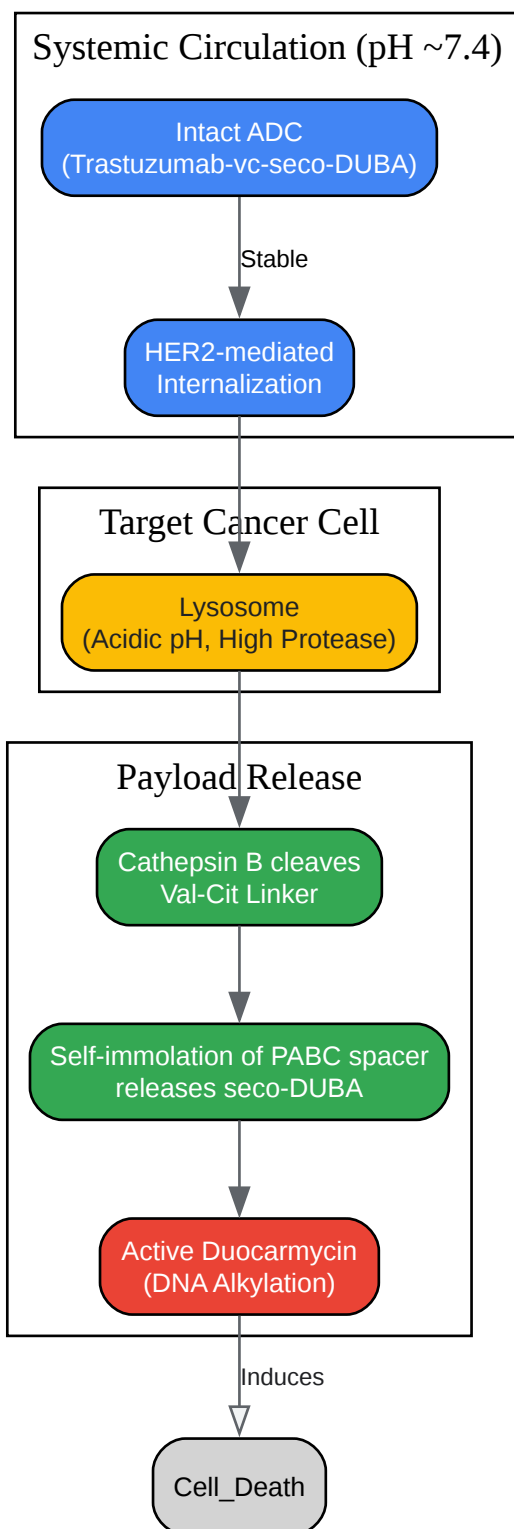 Systemic Circulation (pH ~7.4)
Intact ADC
(Trastuzumab-vc-seco-DUBA)
Stable
HER2-mediated
Internalization
Target Cancer Cell
Lysosome
(Acidic pH, High Protease)
Payload Release
Cathepsin B cleaves
Val-Cit Linker
Self-immolation of PABC spacer
releases seco-DUBA
Active Duocarmycin
(DNA Alkylation)
Induces
Cell_Death